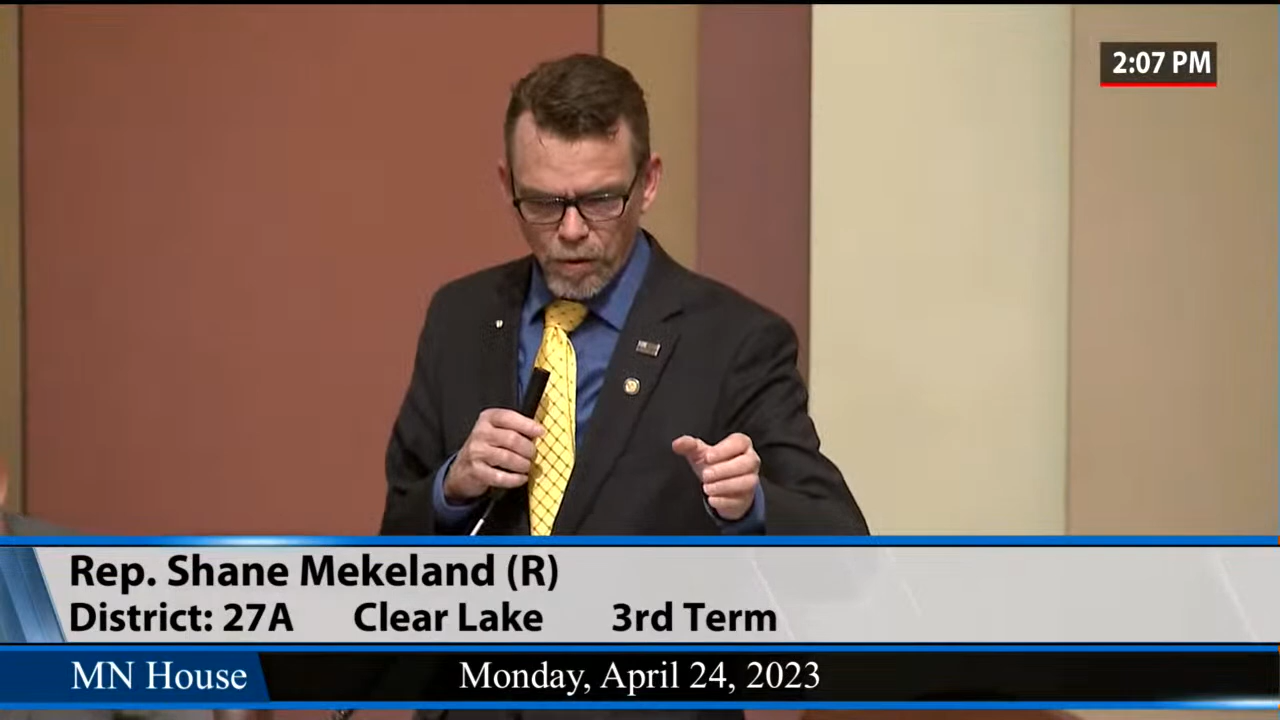 2:07 PM
Rep. Shane Mekeland (R)
District: 27A Clear Lake 3rd Term
MN House Monday, April 24, 2023